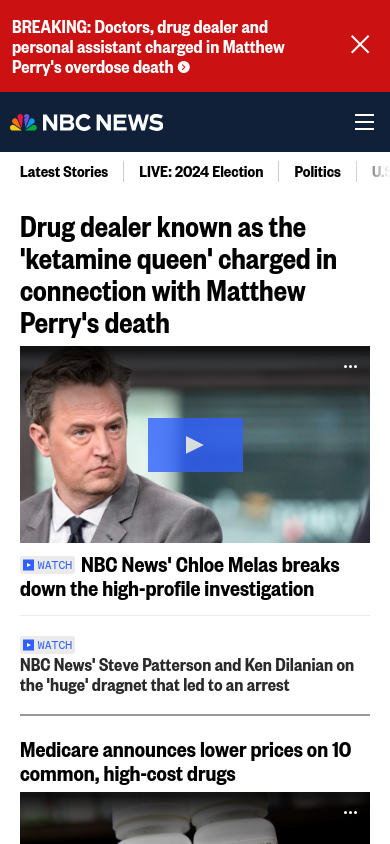 BREAKING: Doctors, drug dealer and
personal assistant charged in Matthew
Perry's overdose death
NBC NEWS
Latest Stories
LIVE: 2024 Election
Politics
U.S
Drug dealer known as the
'ketamine queen' charged in
connection with Matthew
Perry's death
WATCH NBC News' Chloe Melas breaks
down the high-profile investigation
WATCH
NBC News' Steve Patterson and Ken Dilanian on
the 'huge' dragnet that led to an arrest
Medicare announces lower prices on 10
common, high-cost drugs